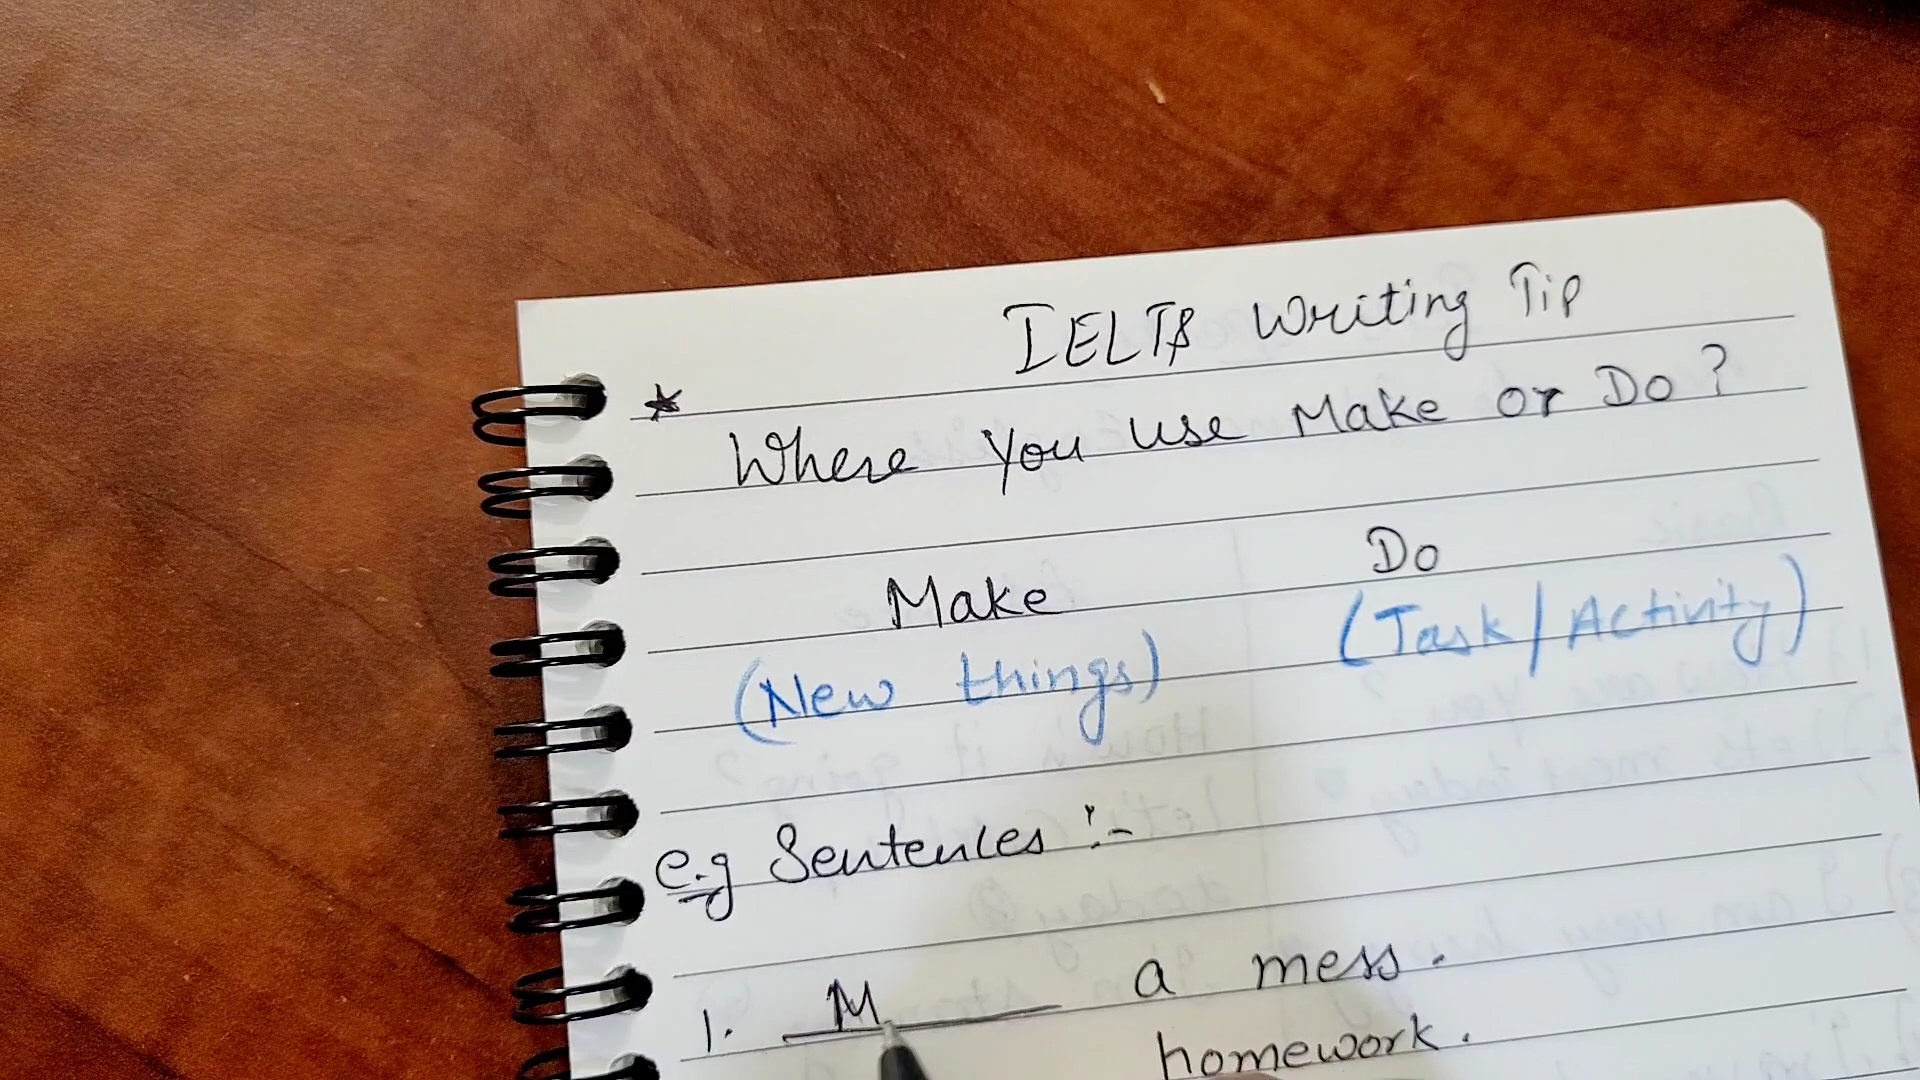 IELTS Writing Tip
*
Where You use Make or Do?
Make Do
(New things) (Task/Activity)
e.g Sentences :-
1. M______ a mess.
homework.